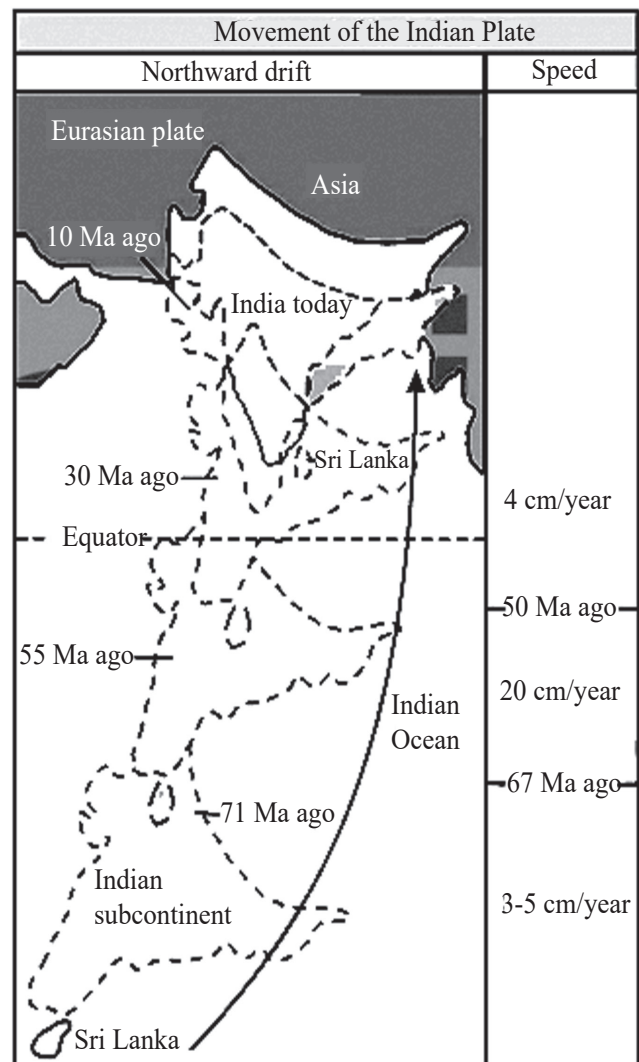 Movement of the Indian Plate
Northward drift
Speed
Eurasian plate
Asia
10 Ma ago
India today
Sri Lanka
30 Ma ago
4 cm/year
Equator
50 Ma ago
55 Ma ago
20 cm/year
Indian
Ocean
67 Ma ago
71 Ma ago
Indian
subcontinent
3-5 cm/year
Sri Lanka